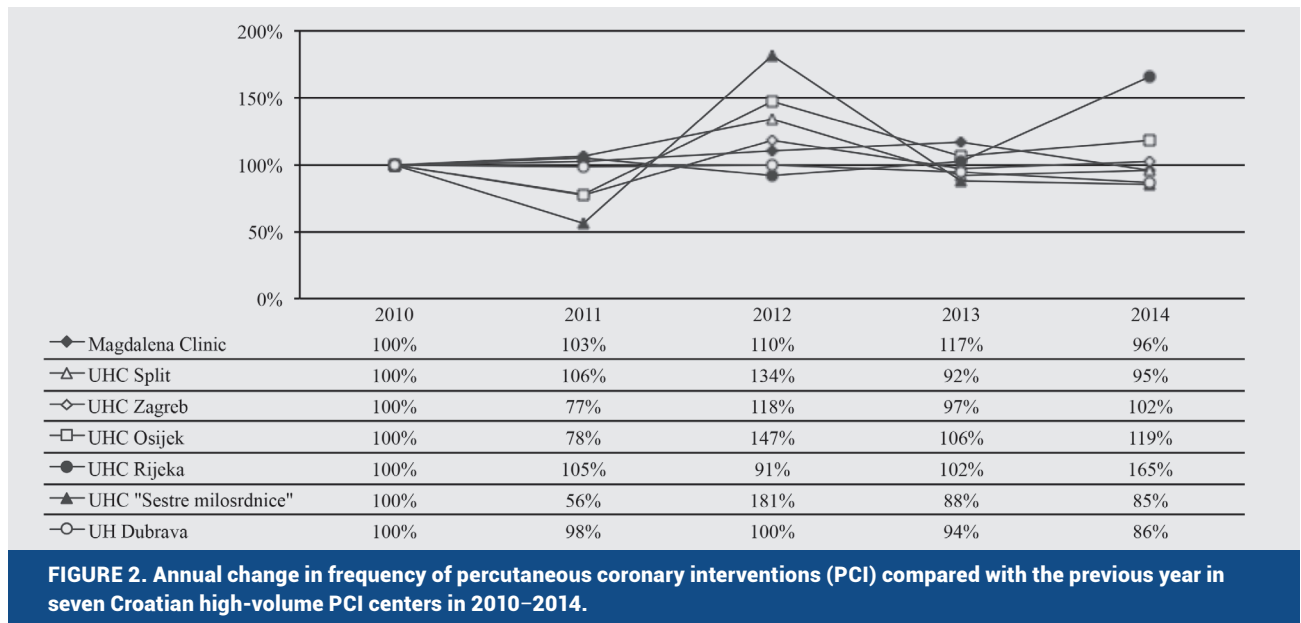 200%
150%
100%
50%
0%
2010 2011 2012 2013 2014
Magdalena Clinic 100% 103% 110% 117% 96%
UHC Split 100% 106% 134% 92% 95%
UHC Zagreb 100% 77% 118% 97% 102%
UHC Osijek 100% 78% 147% 106% 119%
UHC Rijeka 100% 105% 91% 102% 165%
UHC "Sestre milosrdnice" 100% 56% 181% 88% 85%
UH Dubrava 100% 98% 100% 94% 86%
FIGURE 2. Annual change in frequency of percutaneous coronary interventions (PCI) compared with the previous year in
seven Croatian high-volume PCI centers in 2010–2014.